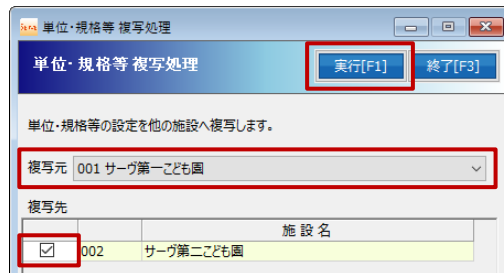 単位・規格等 複写処理
単位・規格等 複写処理
実行[F1]
終了[F3]
単位・規格等の設定を他の施設へ複写します。
複写元 001 サーヴ第一こども園
複写先
施 設 名
002 サーヴ第二こども園